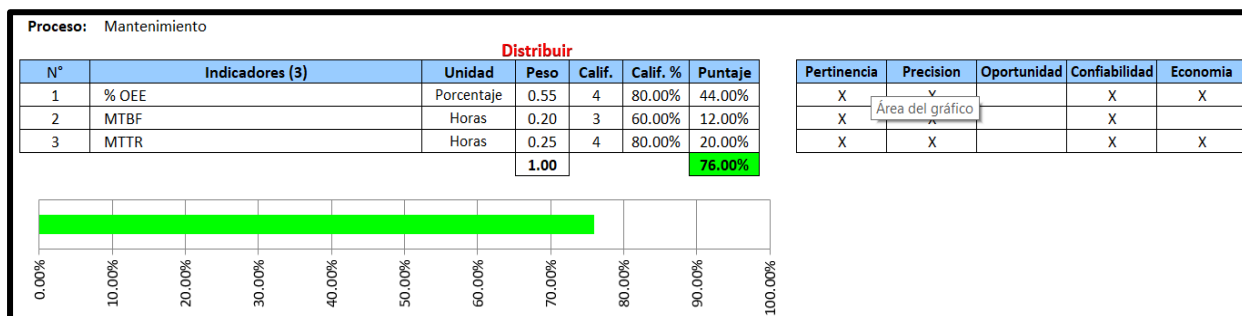 Proceso: Mantenimiento
Distribuir
N° Indicadores (3) Unidad Peso Calif. Calif. % Puntaje Pertinencia Precision Oportunidad Confiabilidad Economia
1 % OEE Porcentaje 0.55 4 80.00% 44.00% X X X X
Área del gráfico
2 MTBF Horas 0.20 3 60.00% 12.00% X X X
3 MTTR Horas 0.25 4 80.00% 20.00% X X X X
1.00 76.00%
0.00% 10.00% 20.00% 30.00% 40.00% 50.00% 60.00% 70.00% 80.00% 90.00% 100.00%